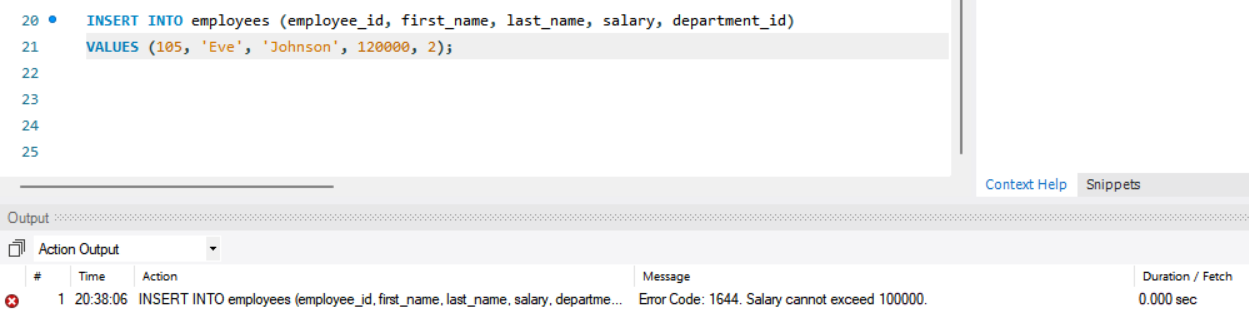 20 INSERT INTO employees (employee_id, first_name, last_name, salary, department_id)
21 VALUES (105, 'Eve', 'Johnson', 120000, 2);
22
23
24
25
Context Help Snippets
Output
Action Output
# Time Action Message Duration / Fetch
1 20:38:06 INSERT INTO employees (employee_id, first_name, last_name, salary, departme... Error Code: 1644. Salary cannot exceed 100000. 0.000 sec